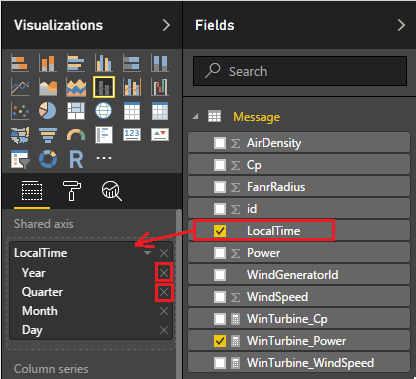 Visualizations
Shared axis
LocalTime
Year
Quarter
Month
Day
Column series
Fields
Search
Message
AirDensity
Cp
FanrRadius
id
LocalTime
Power
WindGeneratorId
WindSpeed
WinTurbine_Cp
WinTurbine_Power
WinTurbine_WindSpeed
R
123